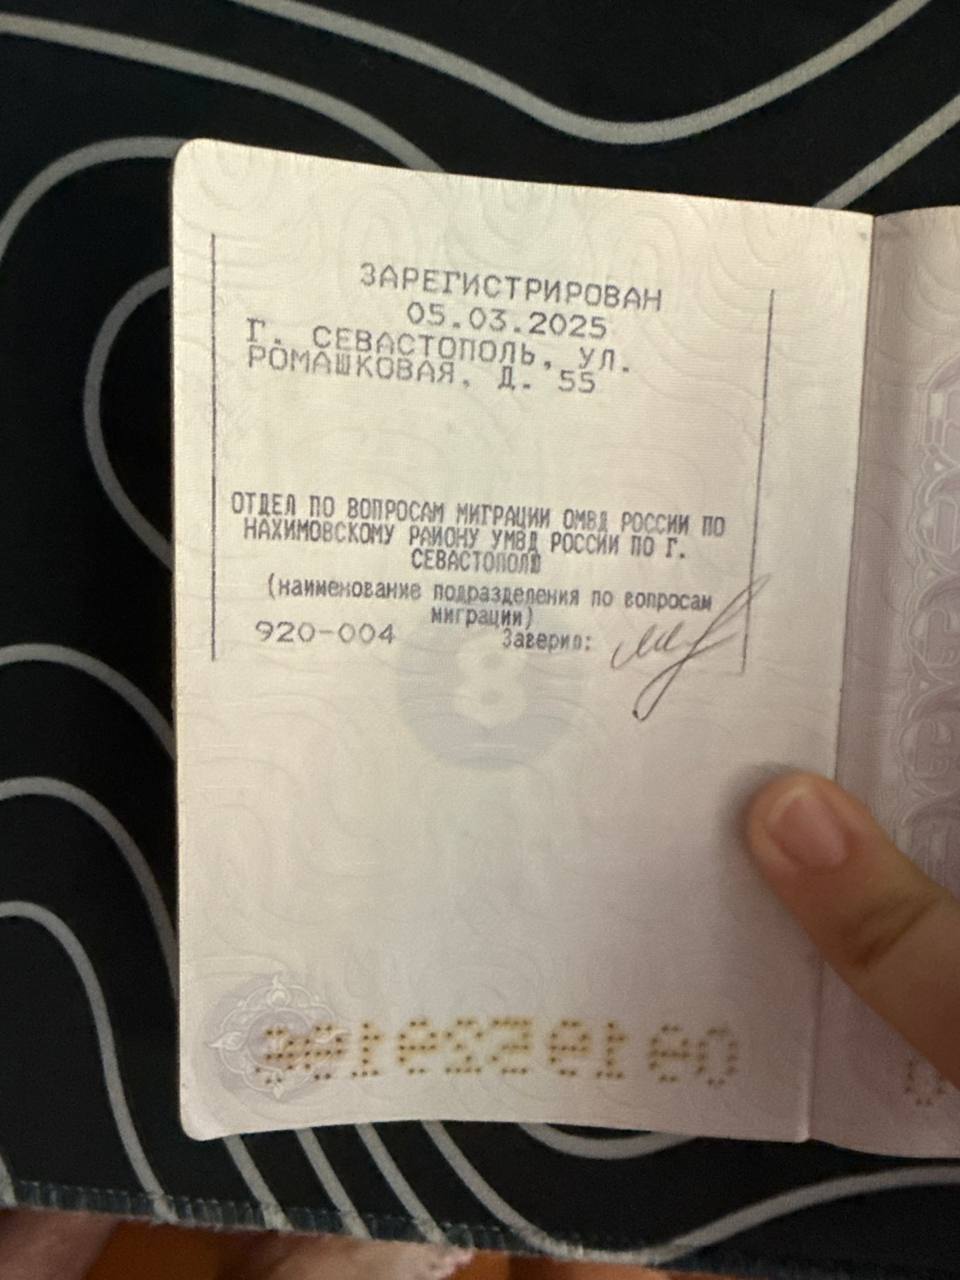 ЗАРЕГИСТРИРОВАН
05.03.2025
Г. СЕВАСТОПОЛЬ, УЛ.
РОМАШКОВАЯ, Д. 55
ОТДЕЛ ПО ВОПРОСАМ МИГРАЦИИ ОМВД РОССИИ ПО
НАХИМОВСКОМУ РАЙОНУ УМВД РОССИИ ПО Г.
СЕВАСТОПОЛЮ
(наименование подразделения по вопросам
миграции)
920-004 Заверил:
8